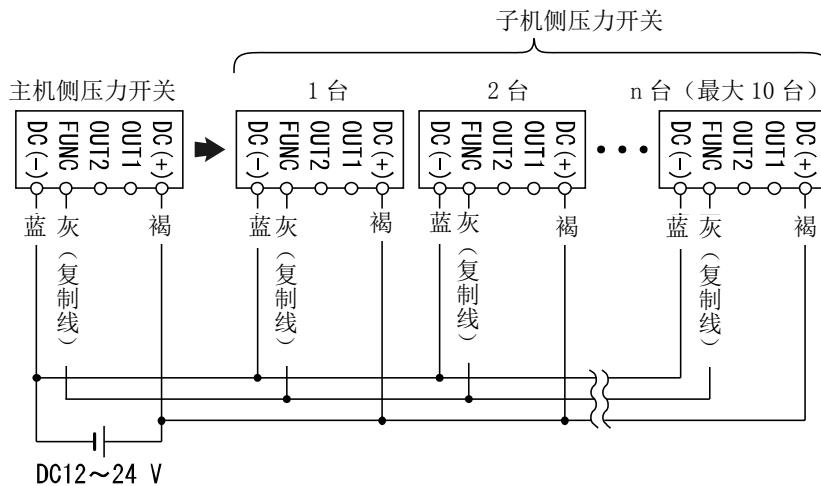 子机侧压力开关
主机侧压力开关
1 台
2 台
n 台（最大 10 台）
DC(-) FUNC OUT2 OUT1 DC(+)
DC(-) FUNC OUT2 OUT1 DC(+)
DC(-) FUNC OUT2 OUT1 DC(+)
DC(-) FUNC OUT2 OUT1 DC(+)
蓝 灰 褐
蓝 灰 褐
蓝 灰 褐
蓝 灰 褐
（复制线）
（复制线）
（复制线）
（复制线）
DC12～24 V